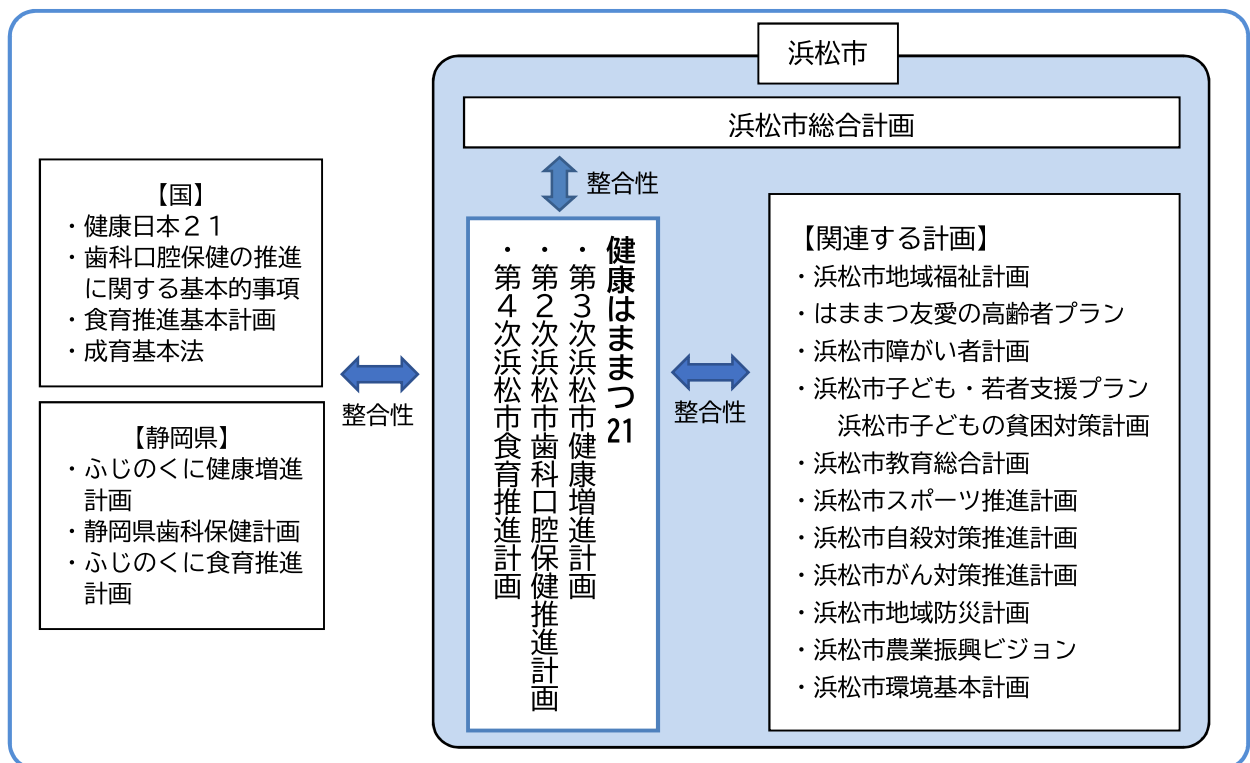 浜松市
浜松市総合計画
整合性
【国】
・健康日本２１
・歯科口腔保健の推進
に関する基本的事項
・食育推進基本計画
・成育基本法
【静岡県】
・ふじのくに健康増進
計画
・静岡県歯科保健計画
・ふじのくに食育推進
計画
整合性
健康はままつ21
・第３次浜松市健康増進計画
・第２次浜松市歯科口腔保健推進計画
・第４次浜松市食育推進計画
整合性
【関連する計画】
・浜松市地域福祉計画
・はままつ友愛の高齢者プラン
・浜松市障がい者計画
・浜松市子ども・若者支援プラン
浜松市子どもの貧困対策計画
・浜松市教育総合計画
・浜松市スポーツ推進計画
・浜松市自殺対策推進計画
・浜松市がん対策推進計画
・浜松市地域防災計画
・浜松市農業振興ビジョン
・浜松市環境基本計画